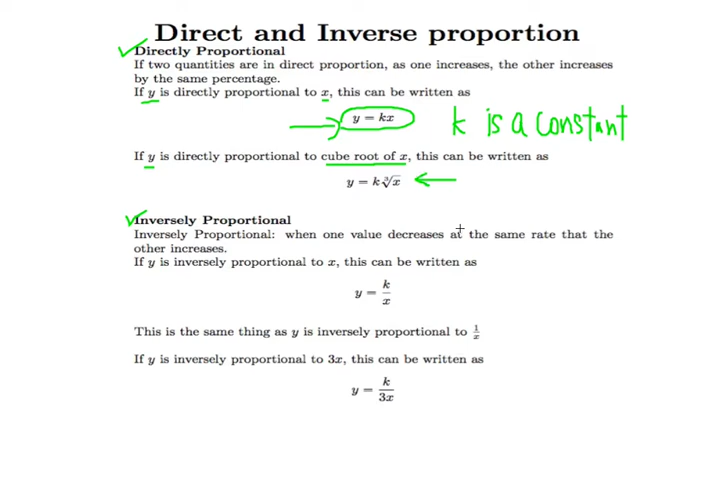 Direct and Inverse proportion
Directly Proportional
If two quantities are in direct proportion, as one increases, the other increases
by the same percentage.
If y is directly proportional to x, this can be written as
y = kx
k is a constant
If y is directly proportional to cube root of x, this can be written as
y = k∛x
Inversely Proportional
Inversely Proportional: when one value decreases at the same rate that the
other increases.
If y is inversely proportional to x, this can be written as
y = k/x
This is the same thing as y is inversely proportional to 1/x
If y is inversely proportional to 3x, this can be written as
y = k/3x